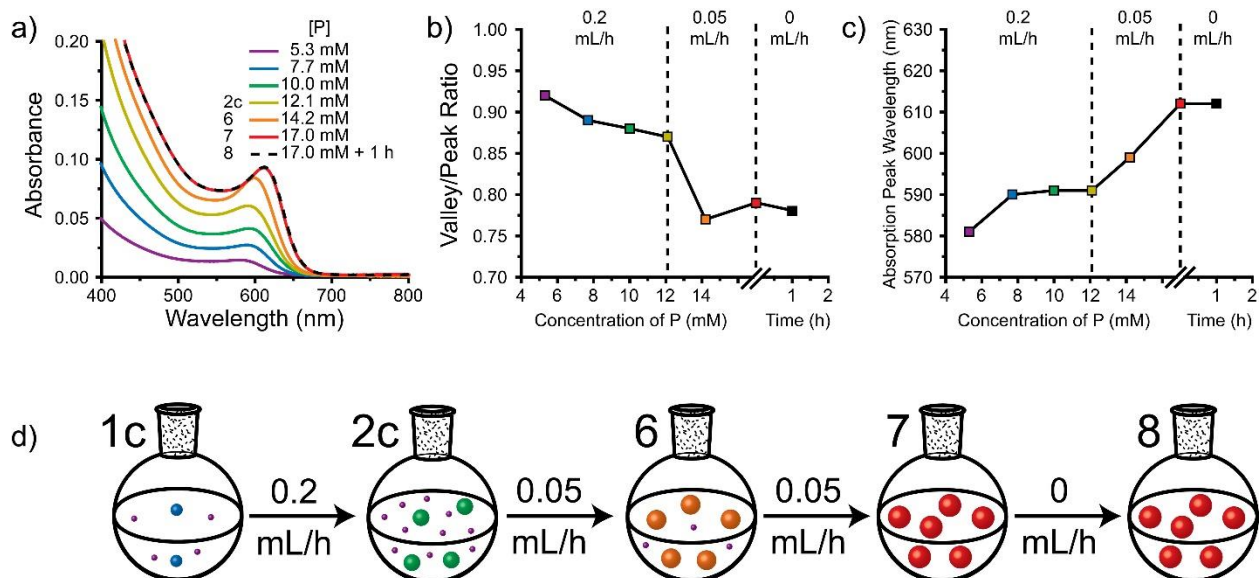 a)
[P]
5.3 mM
7.7 mM
10.0 mM
2c 12.1 mM
6 14.2 mM
7 17.0 mM
8 17.0 mM + 1 h
Absorbance
0.20
0.15
0.10
0.05
0.00
400 500 600 700 800
Wavelength (nm)
b)
0.2 mL/h
0.05 mL/h
0 mL/h
Valley/Peak Ratio
1.00
0.95
0.90
0.85
0.80
0.75
0.70
4 6 8 10 12 14 1 2
Concentration of P (mM) Time (h)
c)
0.2 mL/h
0.05 mL/h
0 mL/h
Absorption Peak Wavelength (nm)
630
620
610
600
590
580
570
4 6 8 10 12 14 1 2
Concentration of P (mM) Time (h)
d)
1c 2c 6 7 8
0.2 mL/h
0.05 mL/h
0.05 mL/h
0 mL/h